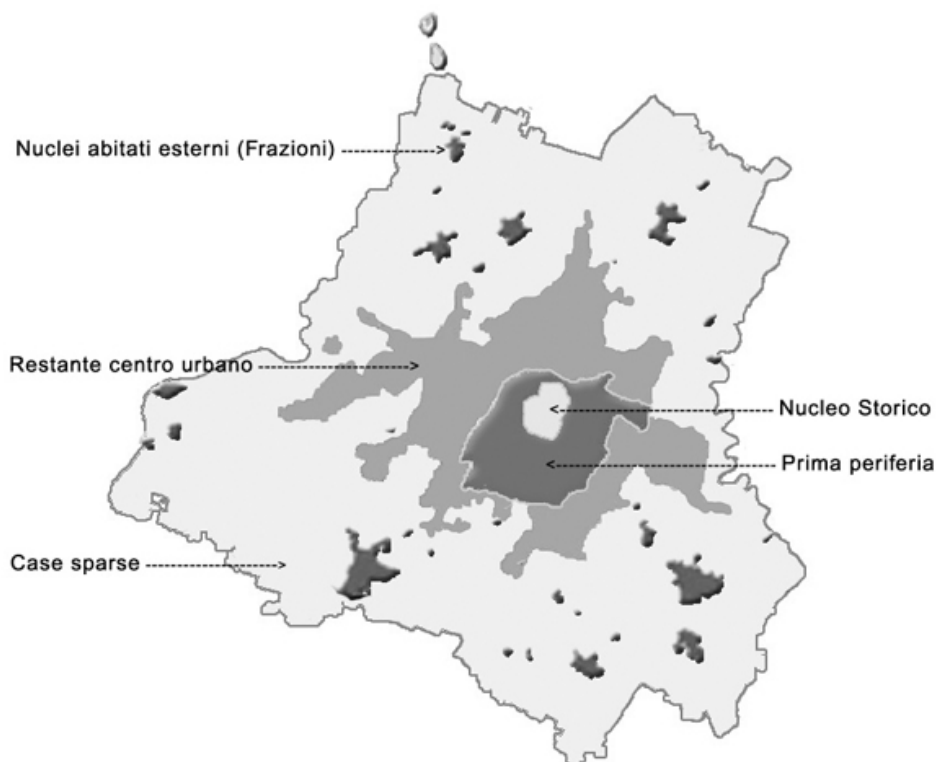 Nuclei abitati esterni (Frazioni)
Restante centro urbano
Nucleo Storico
Prima periferia
Case sparse